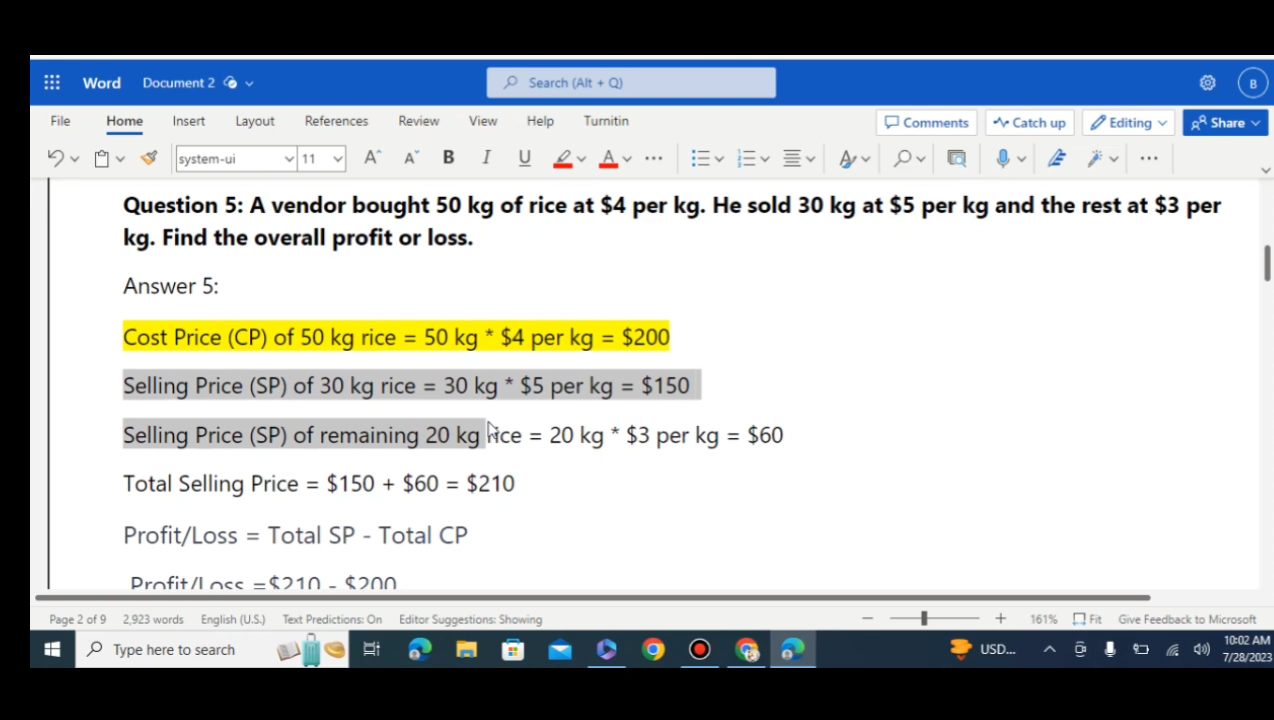 Word Document 2 Search (Alt + Q) B
File Home Insert Layout References Review View Help Turnitin Comments Catch up Editing Share
system-ui 11 A A B I U A
Question 5: A vendor bought 50 kg of rice at $4 per kg. He sold 30 kg at $5 per kg and the rest at $3 per
kg. Find the overall profit or loss.
Answer 5:
Cost Price (CP) of 50 kg rice = 50 kg * $4 per kg = $200
Selling Price (SP) of 30 kg rice = 30 kg * $5 per kg = $150
Selling Price (SP) of remaining 20 kg rice = 20 kg * $3 per kg = $60
Total Selling Price = $150 + $60 = $210
Profit/Loss = Total SP - Total CP
Profit/Loss =$210 - $200
Page 2 of 9 2,923 words English (U.S.) Text Predictions: On Editor Suggestions: Showing 161% Fit Give Feedback to Microsoft
Type here to search USD... 10:02 AM
7/28/2023